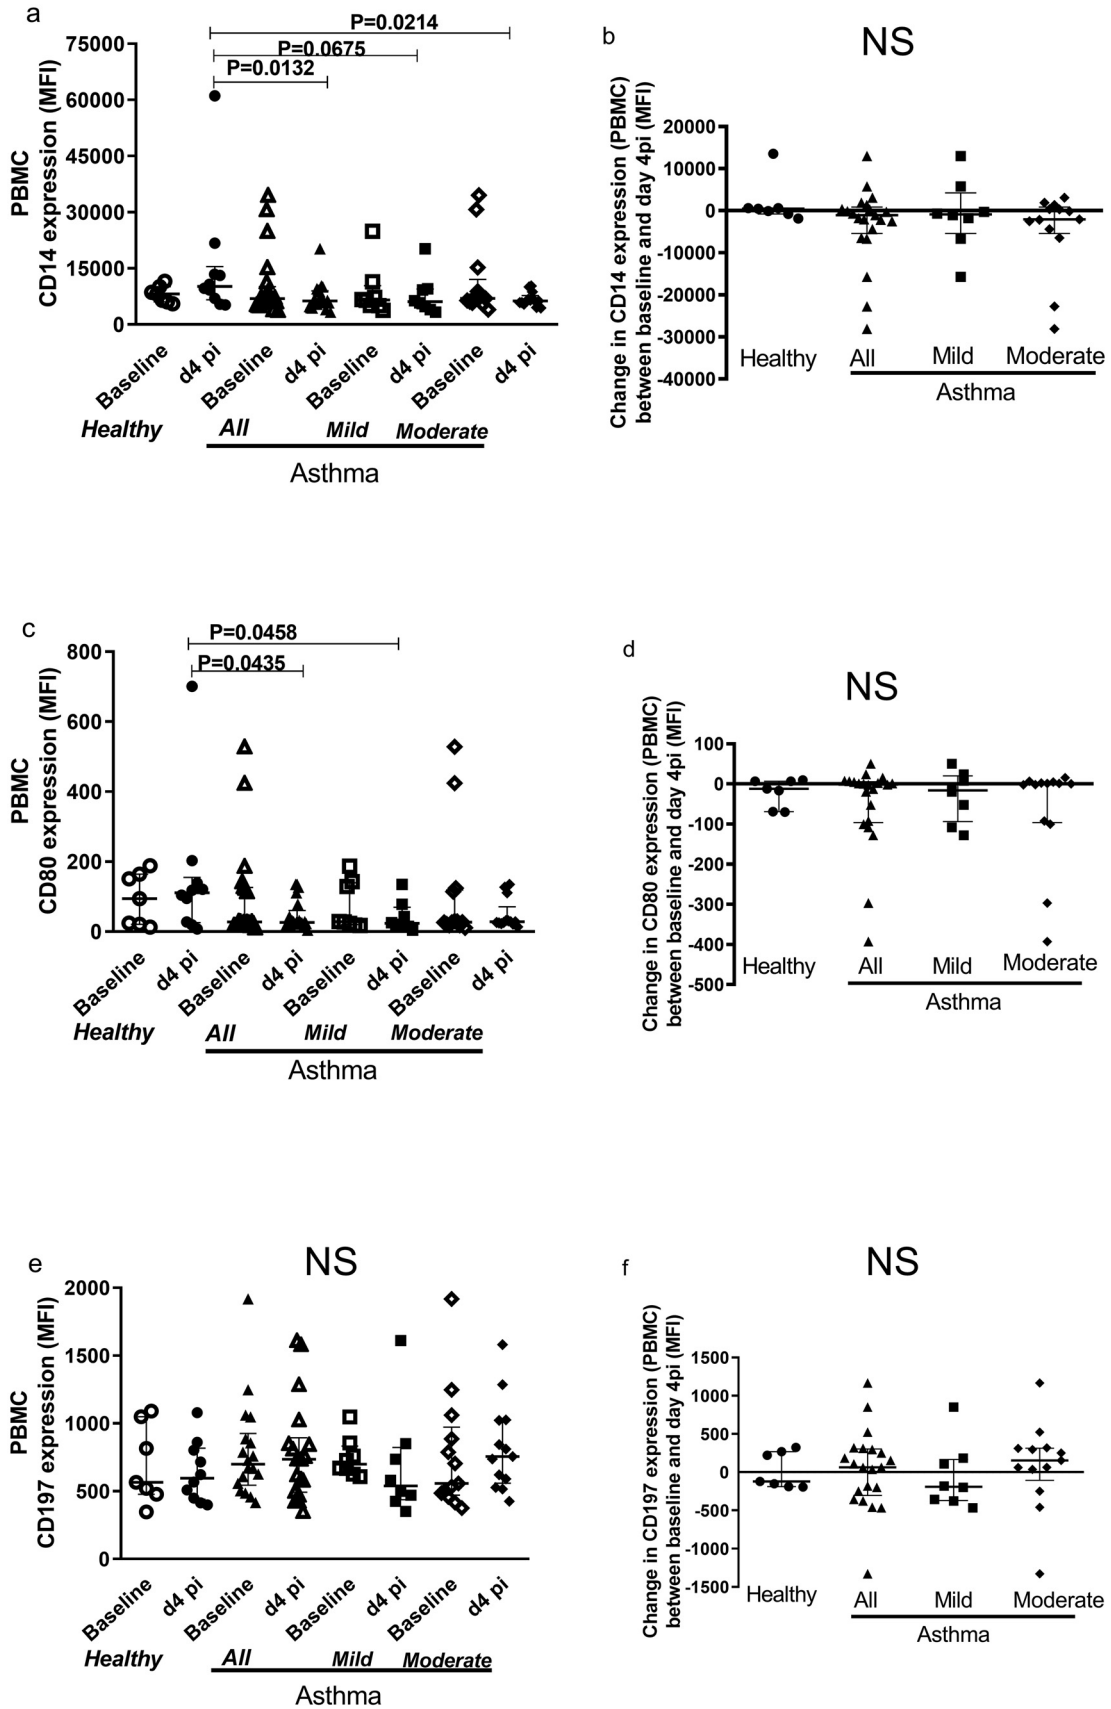 a
PBMC
CD14 expression (MFI)
75000
60000
45000
30000
15000
0
P=0.0214
P=0.0675
P=0.0132
Baseline
d4 pi
Baseline
d4 pi
Baseline
d4 pi
Baseline
d4 pi
Healthy
All
Mild
Moderate
Asthma
b
NS
Change in CD14 expression (PBMC)
between baseline and day 4pi (MFI)
20000
10000
0
-10000
-20000
-30000
-40000
Healthy
All
Mild
Moderate
Asthma
c
PBMC
CD80 expression (MFI)
800
600
400
200
0
P=0.0458
P=0.0435
Baseline
d4 pi
Baseline
d4 pi
Baseline
d4 pi
Baseline
d4 pi
Healthy
All
Mild
Moderate
Asthma
d
NS
Change in CD80 expression (PBMC)
between baseline and day 4pi (MFI)
100
0
-100
-200
-300
-400
-500
Healthy
All
Mild
Moderate
Asthma
e
NS
PBMC
CD197 expression (MFI)
2000
1500
1000
500
0
Baseline
d4 pi
Baseline
d4 pi
Baseline
d4 pi
Baseline
d4 pi
Healthy
All
Mild
Moderate
Asthma
f
NS
Change in CD197 expression (PBMC)
between baseline and day 4pi (MFI)
1500
1000
500
0
-500
-1000
-1500
Healthy
All
Mild
Moderate
Asthma